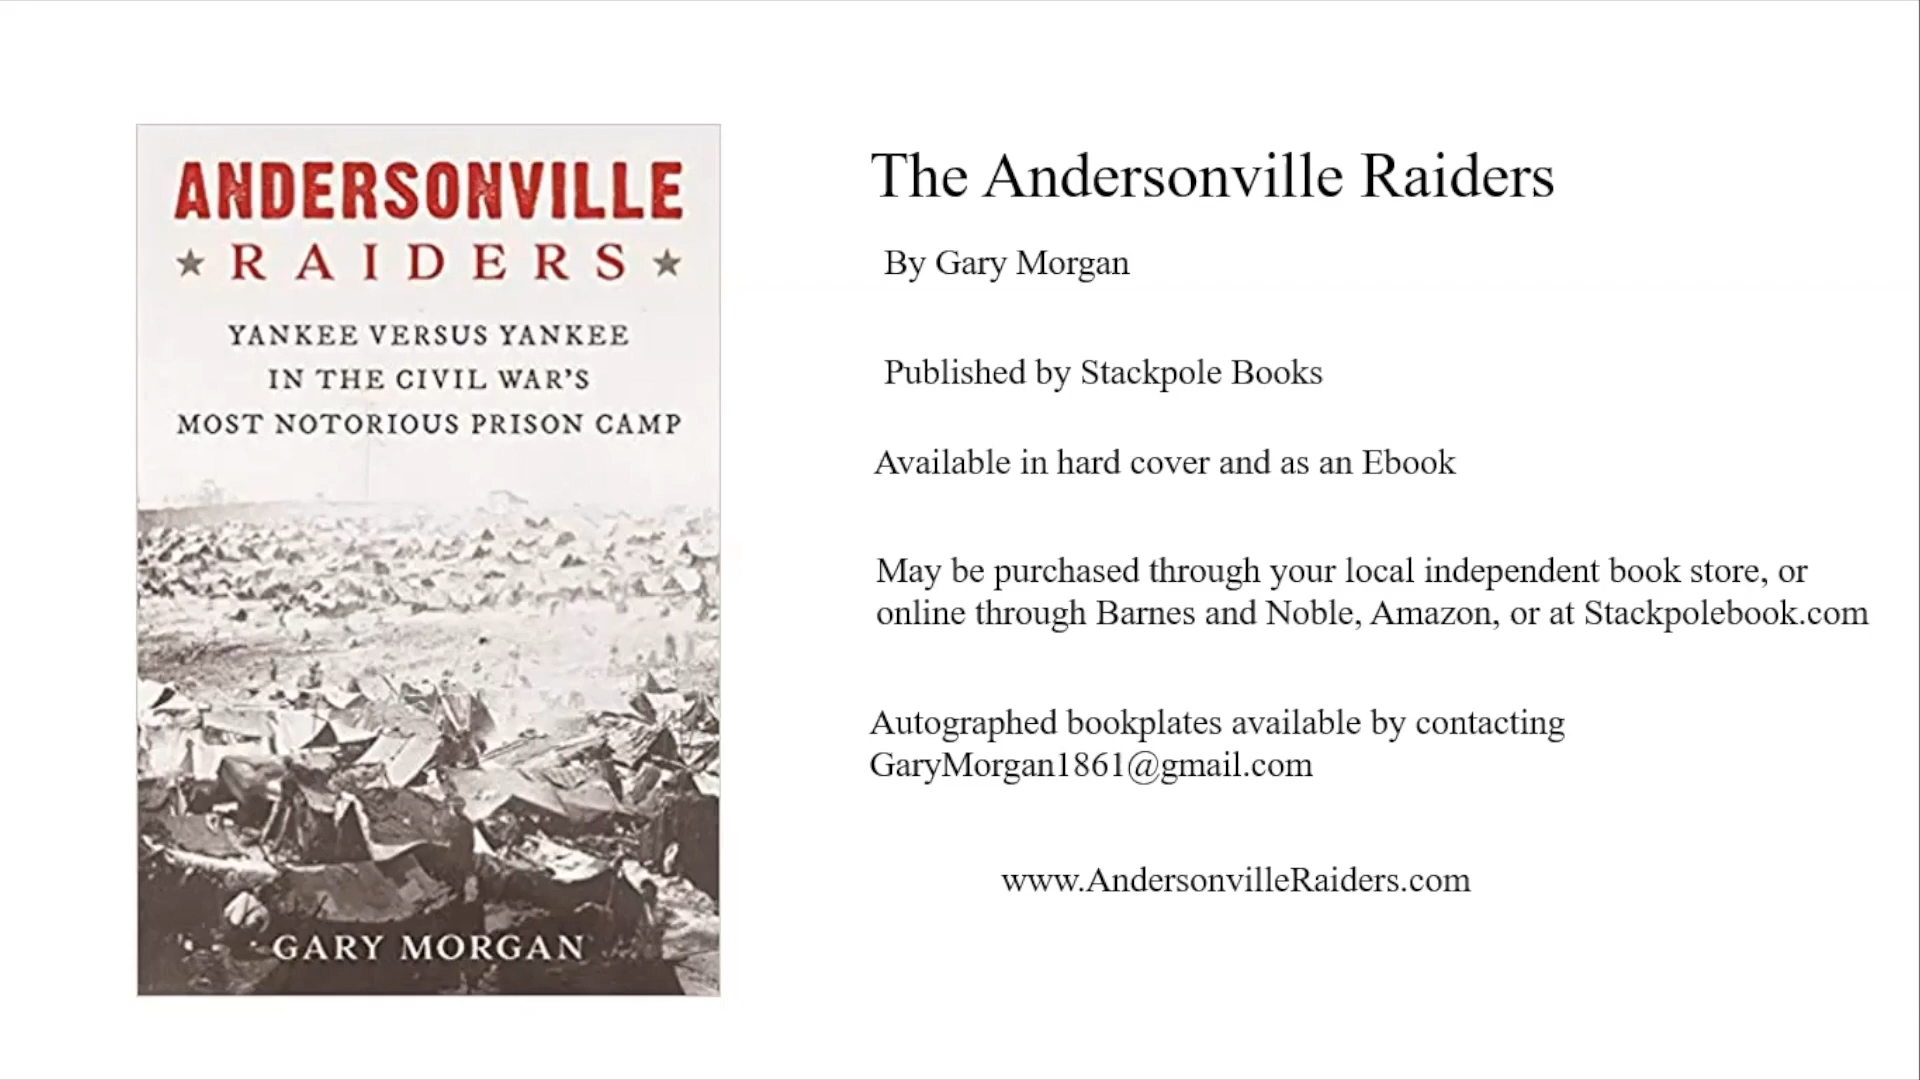 ANDERSONVILLE
RAIDERS
YANKEE VERSUS YANKEE
IN THE CIVIL WAR'S
MOST NOTORIOUS PRISON CAMP
GARY MORGAN
The Andersonville Raiders
By Gary Morgan
Published by Stackpole Books
Available in hard cover and as an Ebook
May be purchased through your local independent book store, or
online through Barnes and Noble, Amazon, or at Stackpolebook.com
Autographed bookplates available by contacting
GaryMorgan1861@gmail.com
www.AndersonvilleRaiders.com